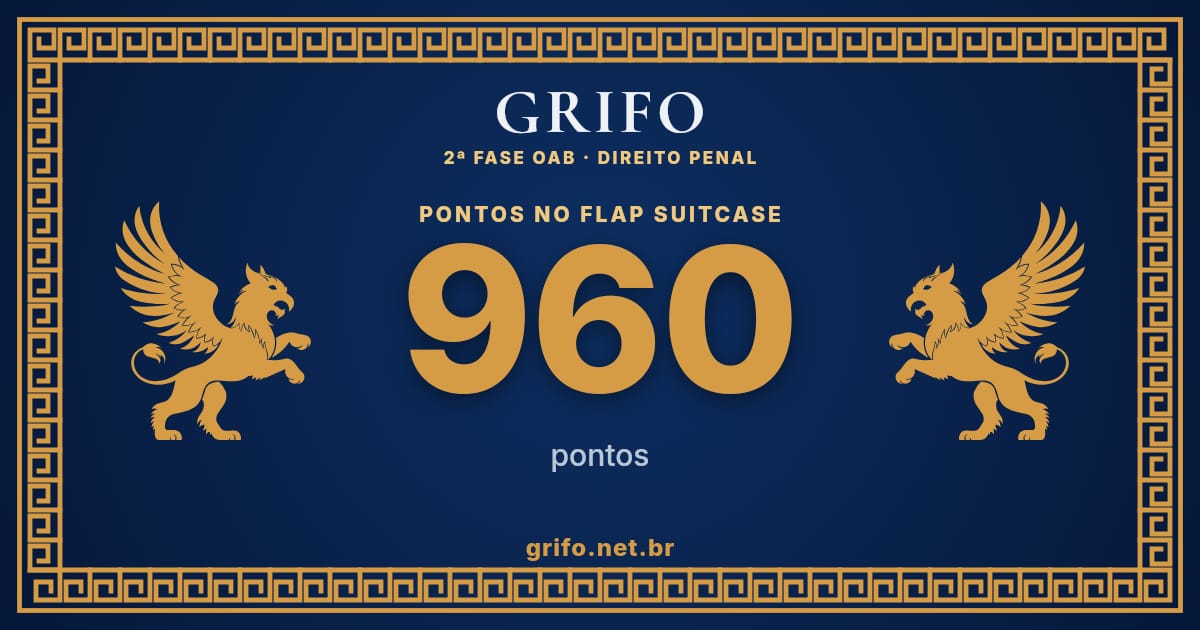 GRIFO
2ª FASE OAB · DIREITO PENAL
PONTOS NO FLAP SUITCASE
960
pontos
grifo.net.br